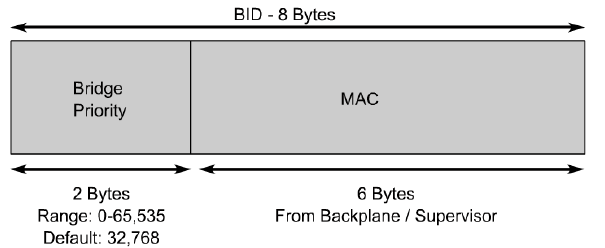 BID - 8 Bytes
Bridge
Priority
MAC
2 Bytes
Range: 0-65,535
Default: 32,768
6 Bytes
From Backplane / Supervisor